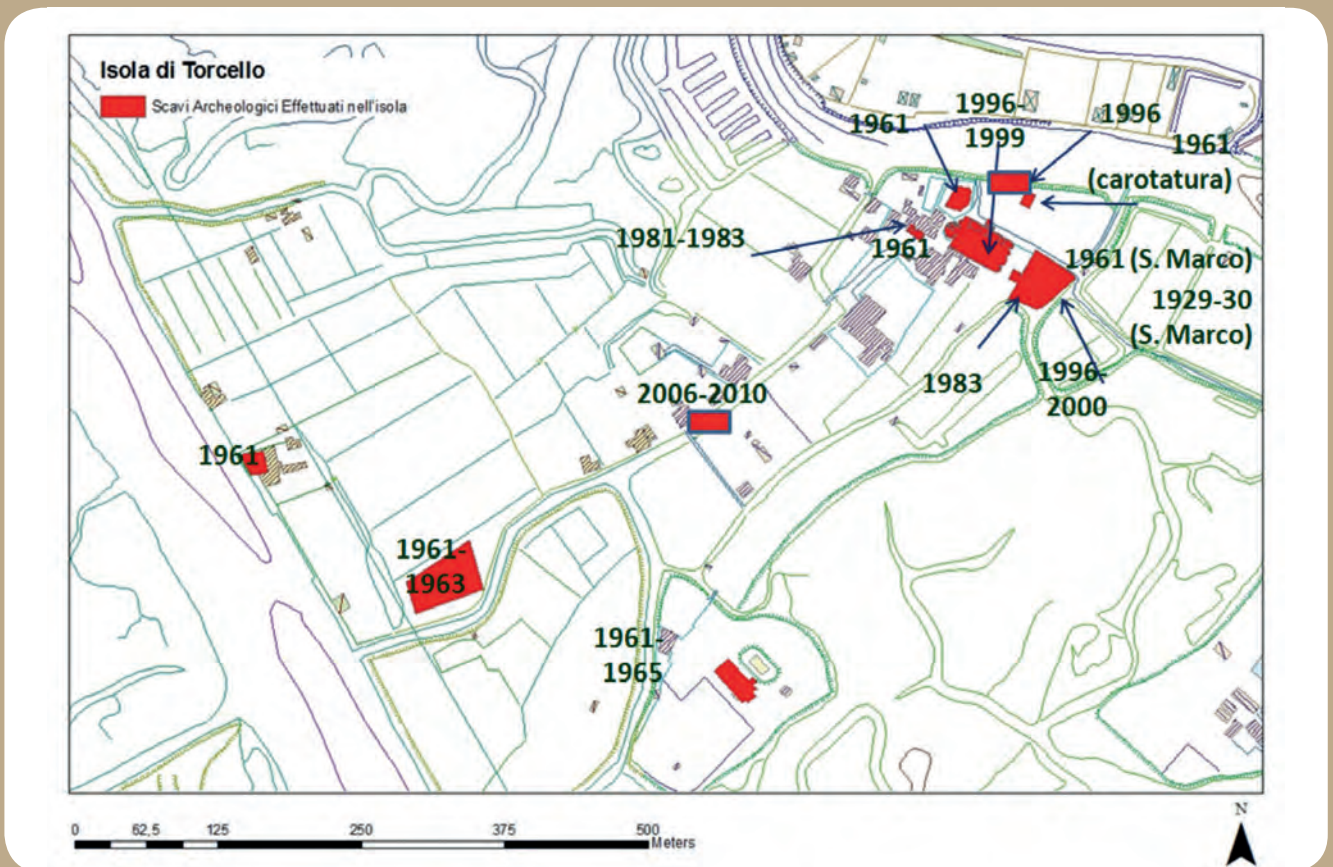 Isola di Torcello
Scavi Archeologici Effettuati nell'isola
1996-
1999
1961
1996
1961
(carotatura)
1981-1983
1961
1961 (S. Marco)
1929-30
(S. Marco)
1983
1996-
2000
2006-2010
1961
1961-
1963
1961-
1965
0 62,5 125 250 375 500
Meters
N